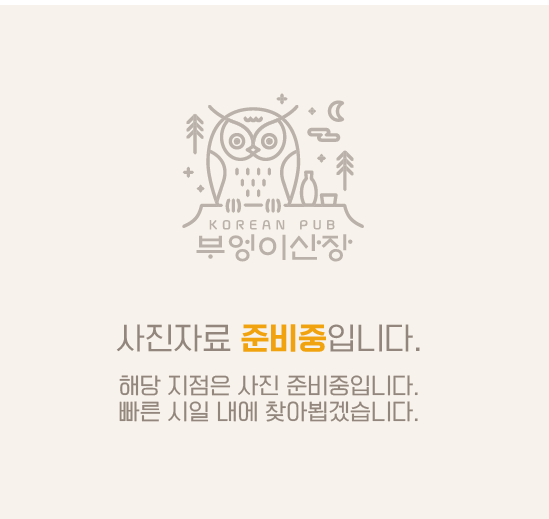 KOREAN PUB
부엉이산장
사진자료 준비중입니다.
해당 지점은 사진 준비중입니다.
빠른 시일 내에 찾아뵙겠습니다.